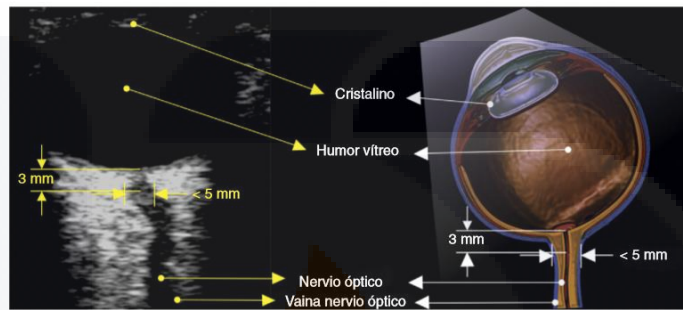 Cristalino
Humor vítreo
3 mm
< 5 mm
3 mm
< 5 mm
Nervio óptico
Vaina nervio óptico